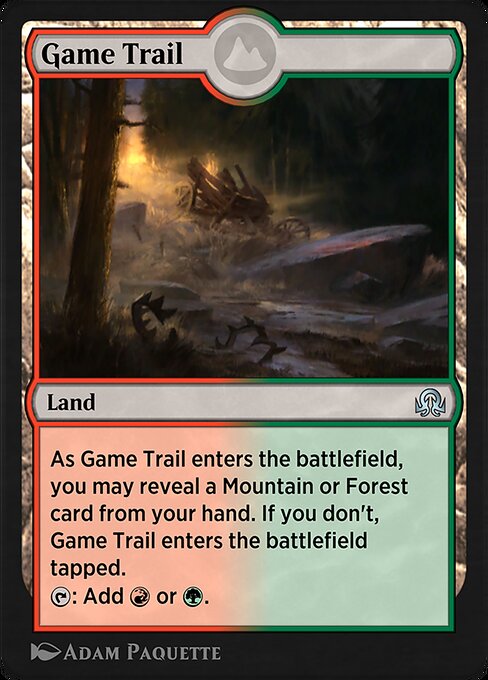 Game Trail
Land
As Game Trail enters the battlefield,
you may reveal a Mountain or Forest
card from your hand. If you don't,
Game Trail enters the battlefield
tapped.
: Add or .
Adam Paquette